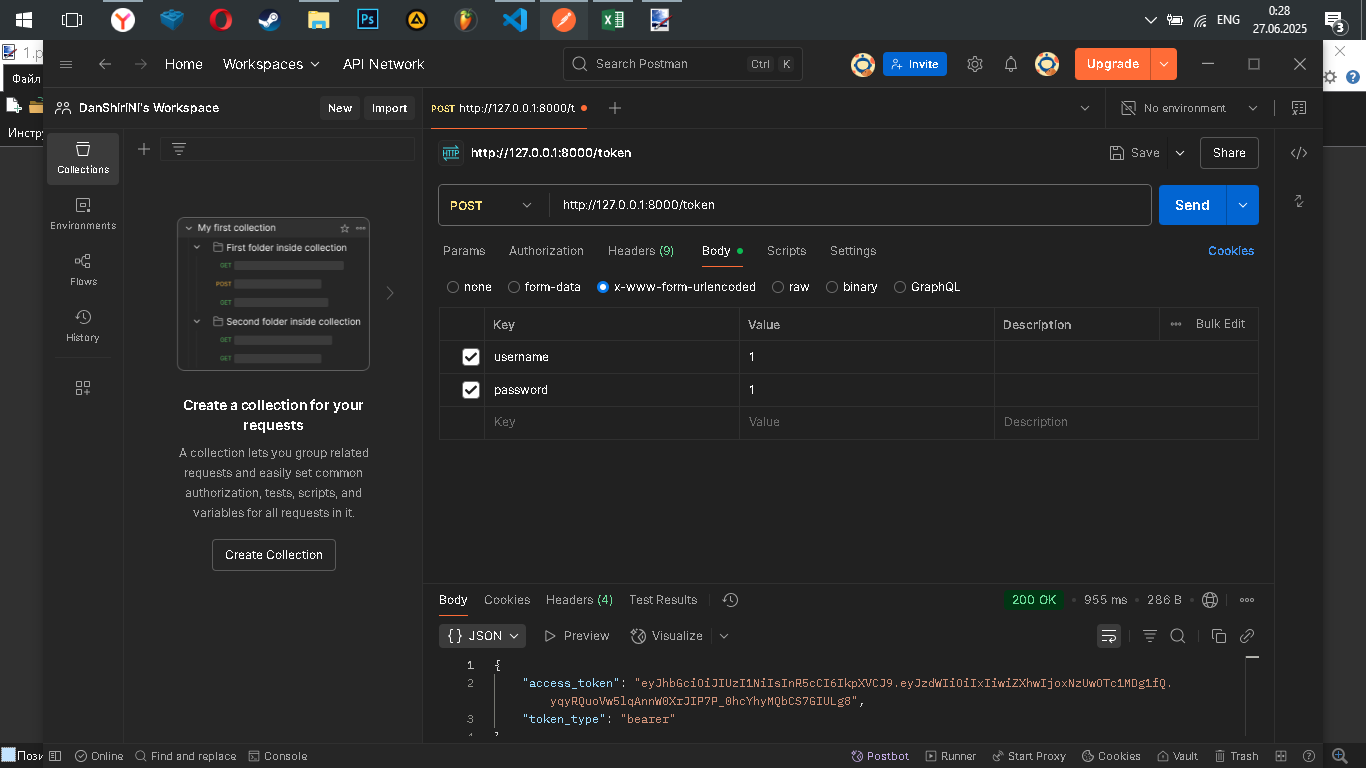 0:28
ENG
27.06.2025
3
1.p
Файл
Инстру
Пози
Home
Workspaces
API Network
Search Postman
Ctrl
K
Invite
Upgrade
DanShiriNi's Workspace
New
Import
POST http://127.0.0.1:8000/t
No environment
Collections
Environments
Flows
History
My first collection
First folder inside collection
GET
POST
GET
Second folder inside collection
GET
GET
Create a collection for your
requests
A collection lets you group related
requests and easily set common
authorization, tests, scripts, and
variables for all requests in it.
Create Collection
HTTP
http://127.0.0.1:8000/token
Save
Share
POST
http://127.0.0.1:8000/token
Send
Params
Authorization
Headers (9)
Body
Scripts
Settings
Cookies
none
form-data
x-www-form-urlencoded
raw
binary
GraphQL
Key
Value
Description
Bulk Edit
username
1
password
1
Key
Value
Description
Body
Cookies
Headers (4)
Test Results
200 OK
955 ms
286 B
{} JSON
Preview
Visualize
1 {
2 "access_token": "eyJhbGciOiJIUzI1NiIsInR5cCI6IkpXVCJ9.eyJzdWIiOiIxIiwiZXhwIjoxNzUwOTc1MDg1fQ.
yqyRQuoVw5lqAnnW0XrJIP7P_0hcYhyMQbCS7GIULg8",
3 "token_type": "bearer"
Online
Find and replace
Console
Postbot
Runner
Start Proxy
Cookies
Vault
Trash